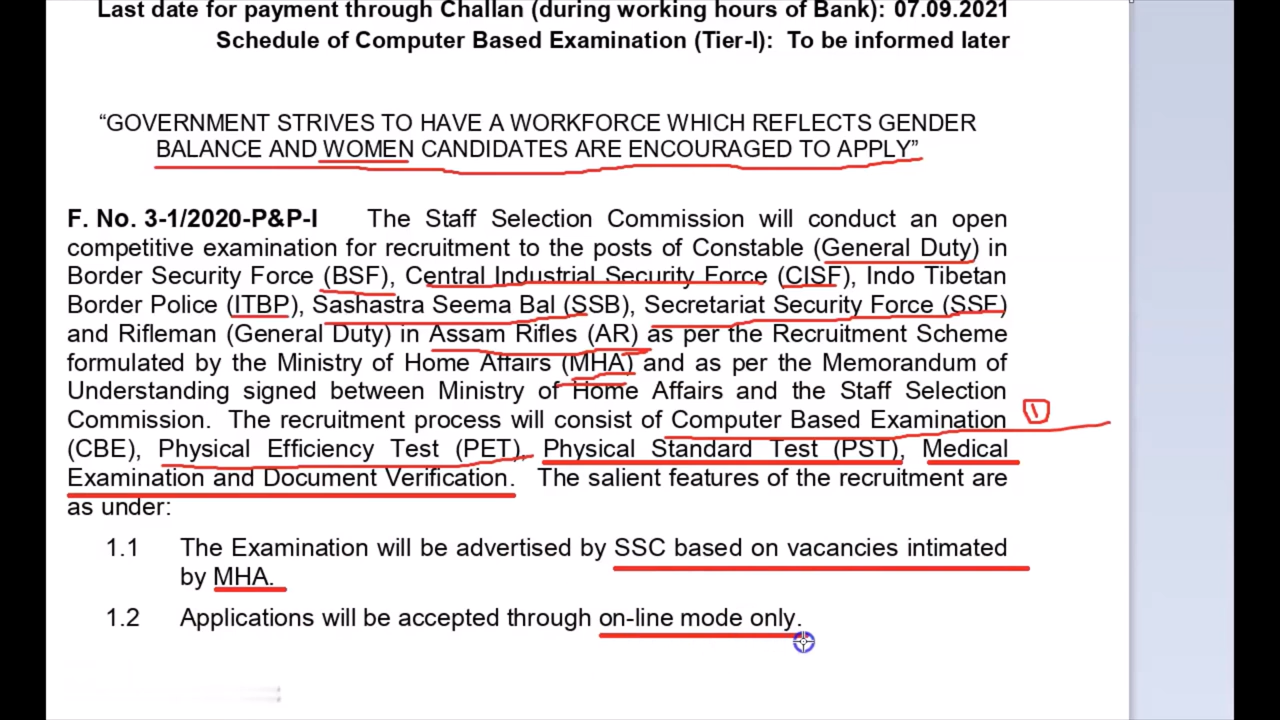 Last date for payment through Challan (during working hours of Bank): 07.09.2021
Schedule of Computer Based Examination (Tier-I): To be informed later
“GOVERNMENT STRIVES TO HAVE A WORKFORCE WHICH REFLECTS GENDER
BALANCE AND WOMEN CANDIDATES ARE ENCOURAGED TO APPLY”
F. No. 3-1/2020-P&P-I The Staff Selection Commission will conduct an open
competitive examination for recruitment to the posts of Constable (General Duty) in
Border Security Force (BSF), Central Industrial Security Force (CISF), Indo Tibetan
Border Police (ITBP), Sashastra Seema Bal (SSB), Secretariat Security Force (SSF)
and Rifleman (General Duty) in Assam Rifles (AR) as per the Recruitment Scheme
formulated by the Ministry of Home Affairs (MHA) and as per the Memorandum of
Understanding signed between Ministry of Home Affairs and the Staff Selection
Commission. The recruitment process will consist of Computer Based Examination 1
(CBE), Physical Efficiency Test (PET), Physical Standard Test (PST), Medical
Examination and Document Verification. The salient features of the recruitment are
as under:
1.1 The Examination will be advertised by SSC based on vacancies intimated
by MHA.
1.2 Applications will be accepted through on-line mode only.